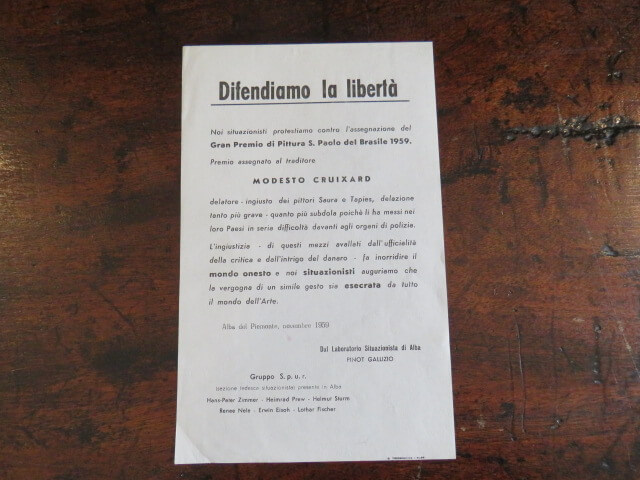 Difendiamo la libertà
Noi situazionisti protestiamo contro l'assegnazione del
Gran Premio di Pittura S. Paolo del Brasile 1959.
Premio assegnato al traditore
MODESTO CRUIXARD
delatore - ingiusto dei pittori Saura e Tapies, delazione
tanto più grave - quanto più subdola poichè li ha messi nei
loro Paesi in seria difficoltà davanti agli organi di polizia.
L'ingiustizia - di questi mezzi avallati dall'ufficialità
della critica e dall'intrigo del danaro - fa inorridire il
mondo onesto e noi situazionisti auguriamo che
la vergogna di un simile gesto sia esecrata da tutto
il mondo dell'Arte.
Alba del Piemonte, novembre 1959
Dal Laboratorio Situazionista di Alba
PINOT GALLIZIO
Gruppo S. p. u. r.
(sezione tedesca situazionista) presente in Alba
Hans-Peter Zimmer - Heimrad Prem - Helmut Sturm
Renee Nele - Erwin Eisch - Lothar Fischer